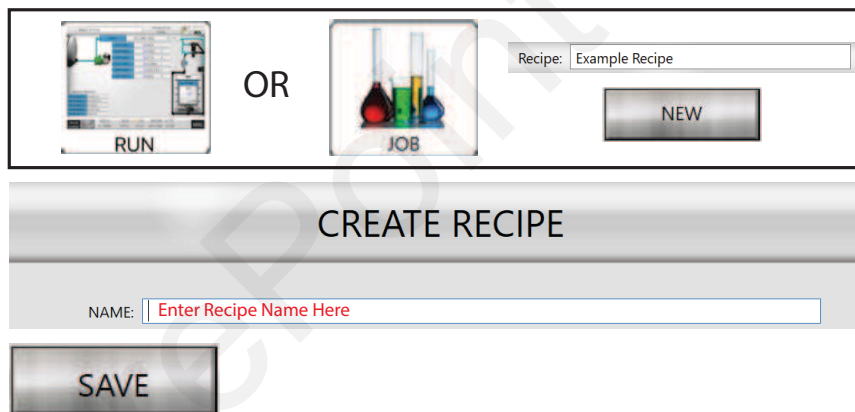 OR
Recipe: Example Recipe
NEW
RUN
JOB
CREATE RECIPE
NAME: Enter Recipe Name Here
SAVE